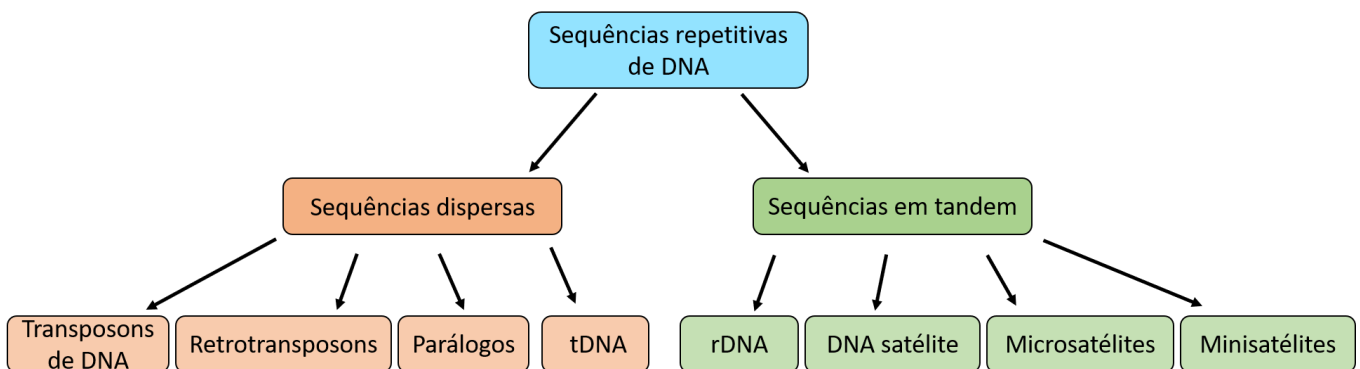 Sequências repetitivas
de DNA
Sequências dispersas
Sequências em tandem
Transposons
de DNA
Retrotransposons
Parálogos
tDNA
rDNA
DNA satélite
Microsatélites
Minisatélites